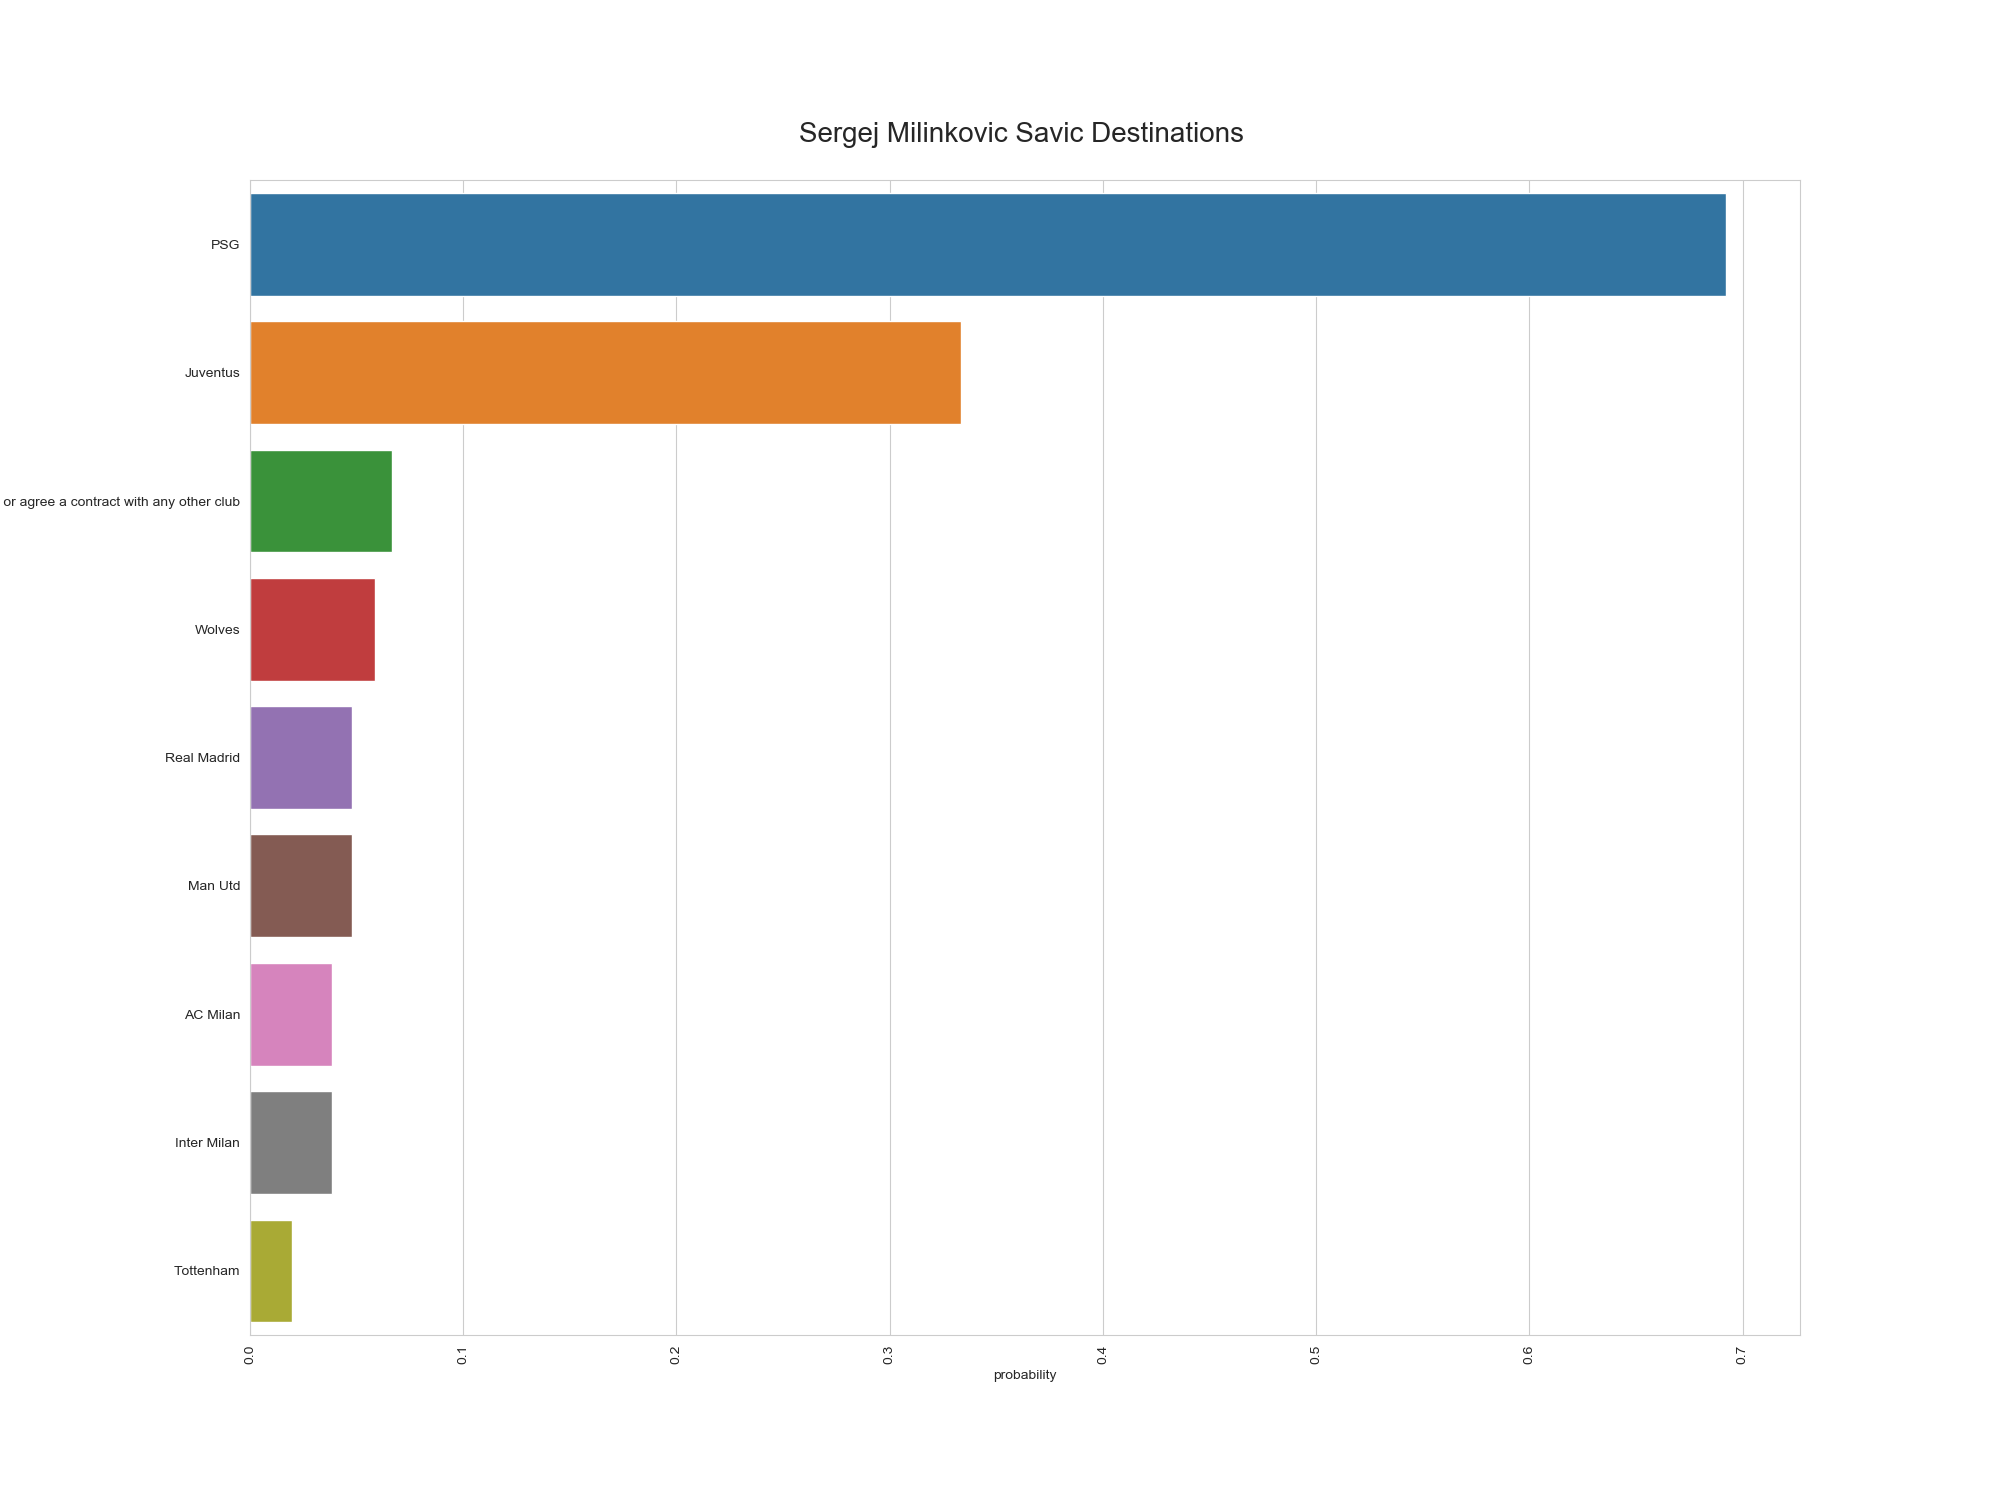 Sergej Milinkovic Savic Destinations
PSG
Juventus
or agree a contract with any other club
Wolves
Real Madrid
Man Utd
AC Milan
Inter Milan
Tottenham
0.0 0.1 0.2 0.3 0.4 0.5 0.6 0.7
probability